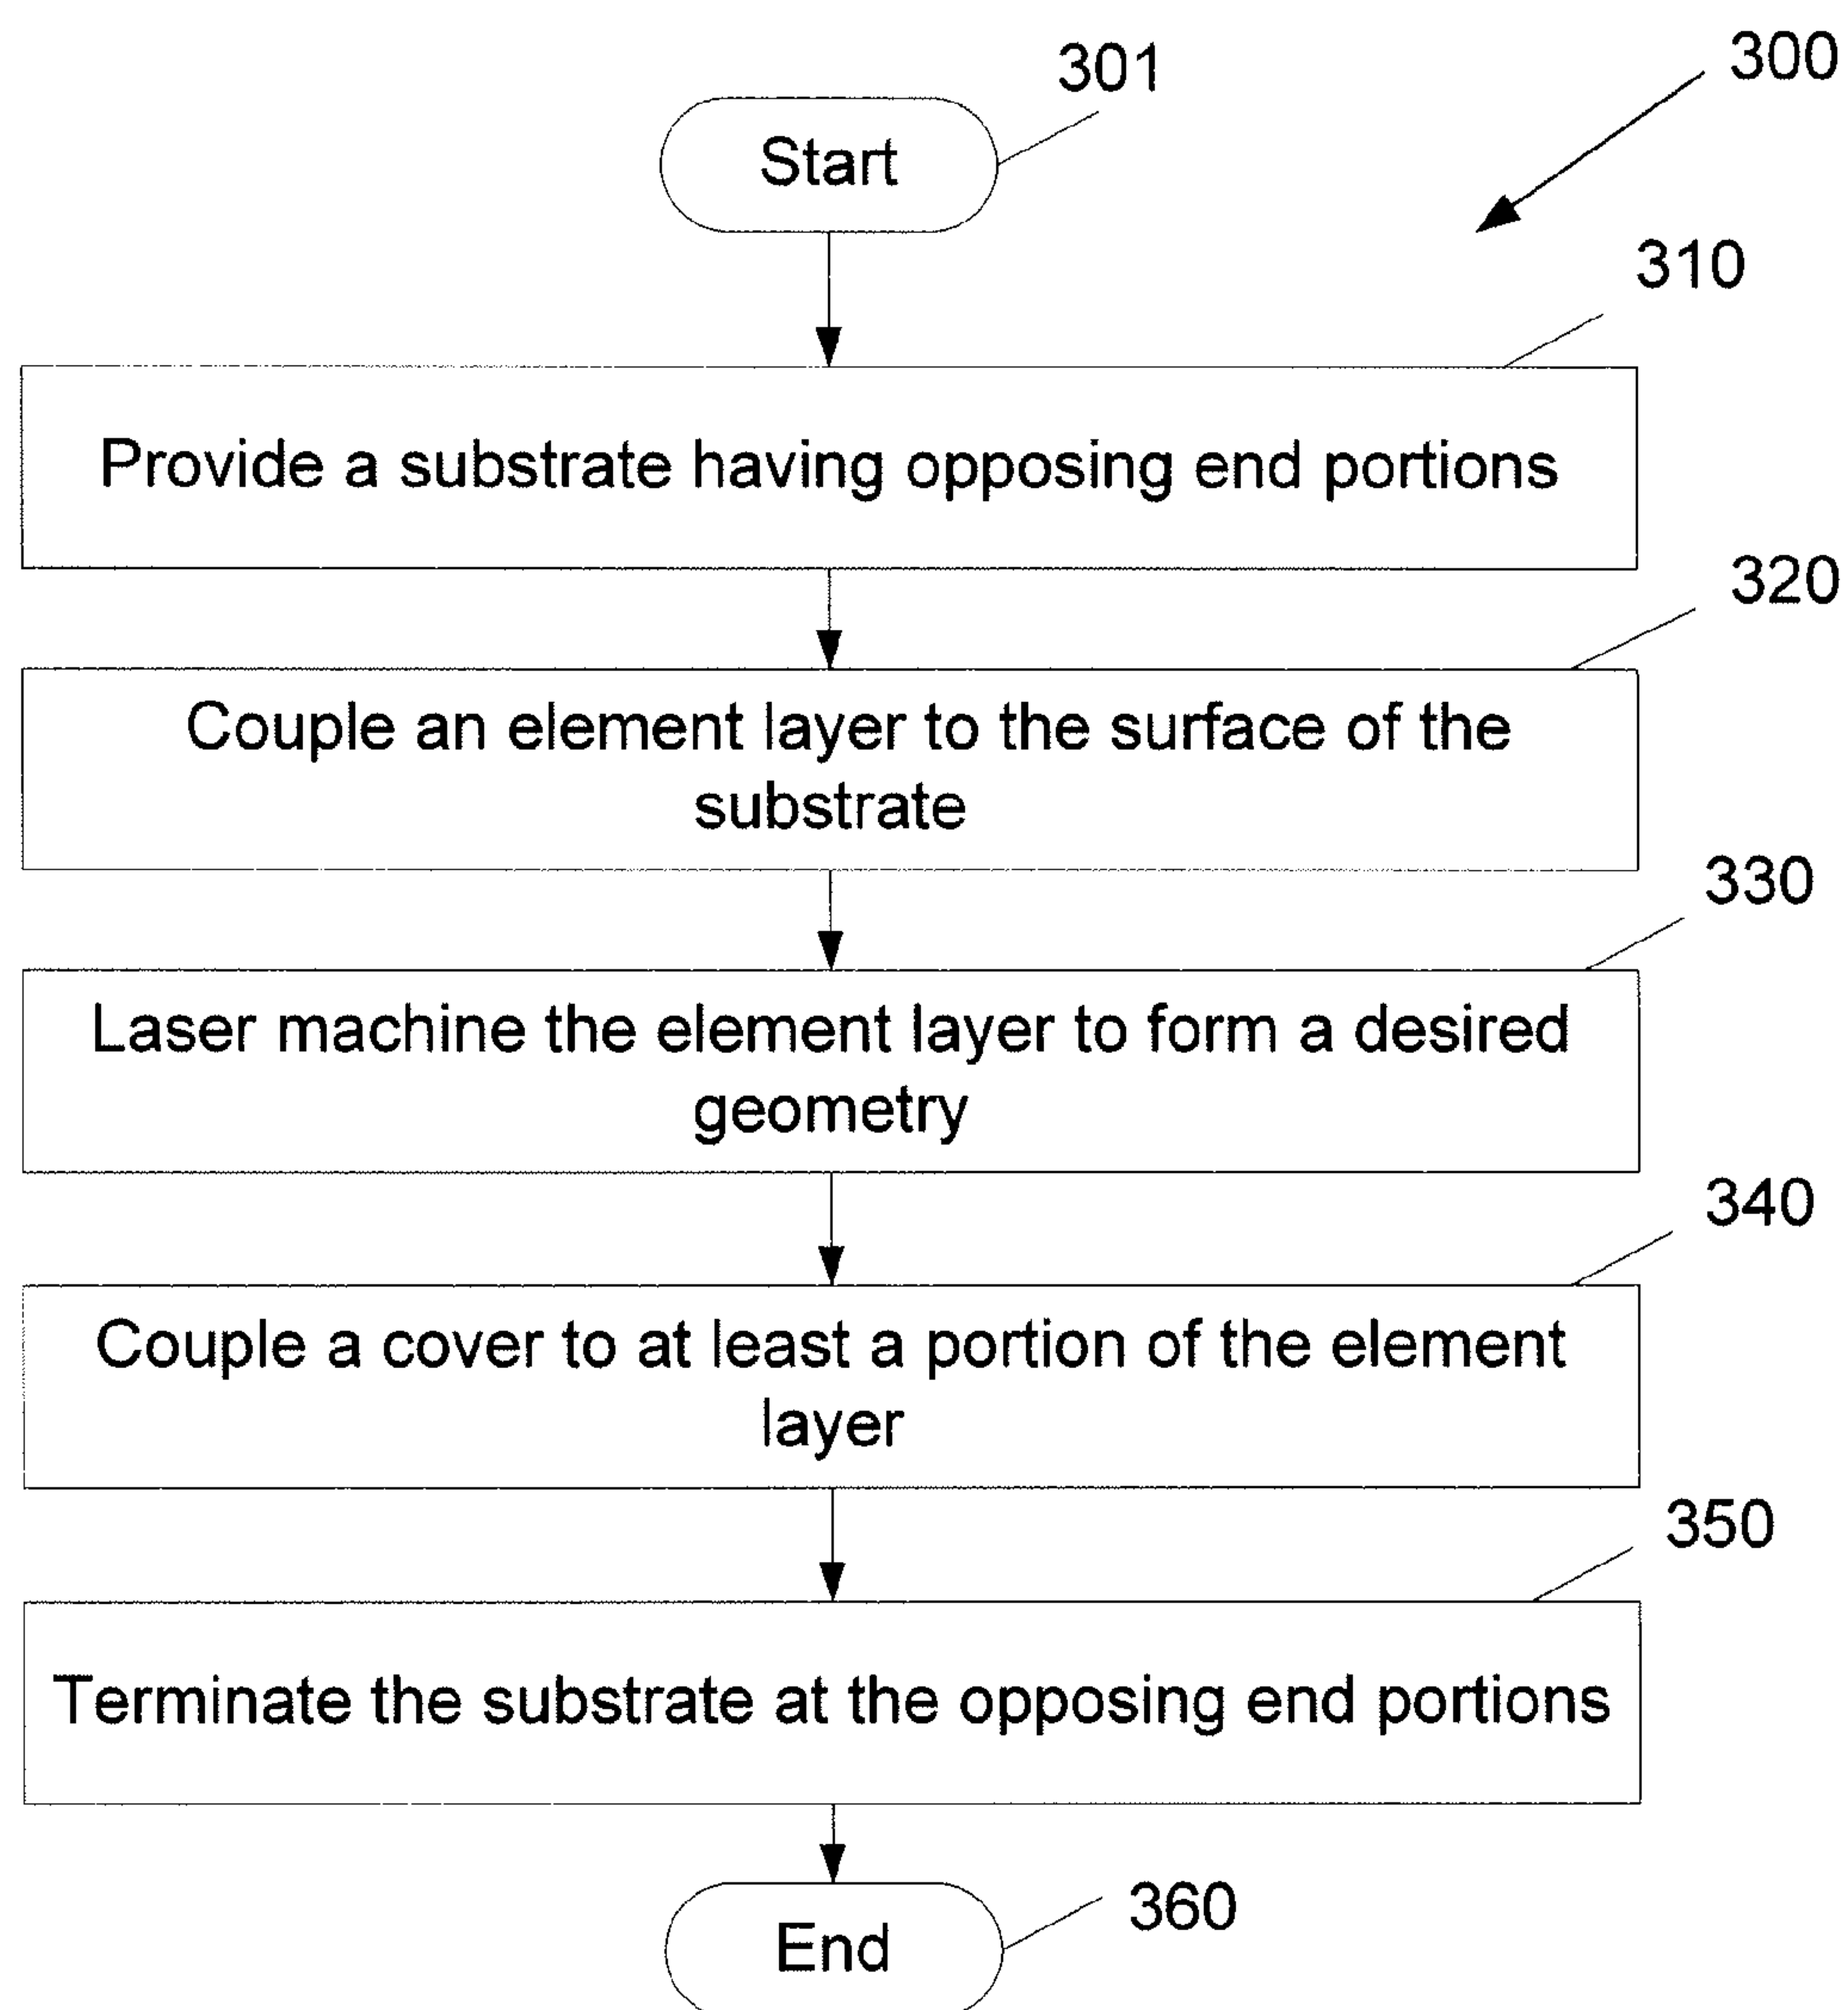 300
301
Start
310
Provide a substrate having opposing end portions
320
Couple an element layer to the surface of the
substrate
330
Laser machine the element layer to form a desired
geometry
340
Couple a cover to at least a portion of the element
layer
350
Terminate the substrate at the opposing end portions
360
End